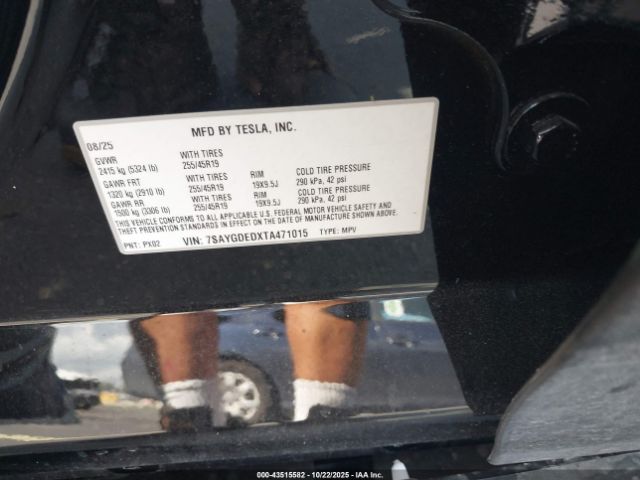 MFD BY TESLA, INC.
08/25
GVWR WITH TIRES
2415 kg (5324 lb) 255/45R19
GAWR FRT WITH TIRES RIM COLD TIRE PRESSURE
1320 kg (2910 lb) 255/45R19 19X9.5J 290 kPa, 42 psi
GAWR RR WITH TIRES RIM COLD TIRE PRESSURE
1500 kg (3306 lb) 255/45R19 19X9.5J 290 kPa, 42 psi
THIS VEHICLE CONFORMS TO ALL APPLICABLE U.S. FEDERAL MOTOR VEHICLE SAFETY AND
THEFT PREVENTION STANDARDS IN EFFECT ON THE DATE OF MANUFACTURE SHOWN ABOVE.
PNT: PX02 VIN: 7SAYGDEDXTA471015 TYPE: MPV
000-43515582 - 10/22/2025 - IAA Inc.